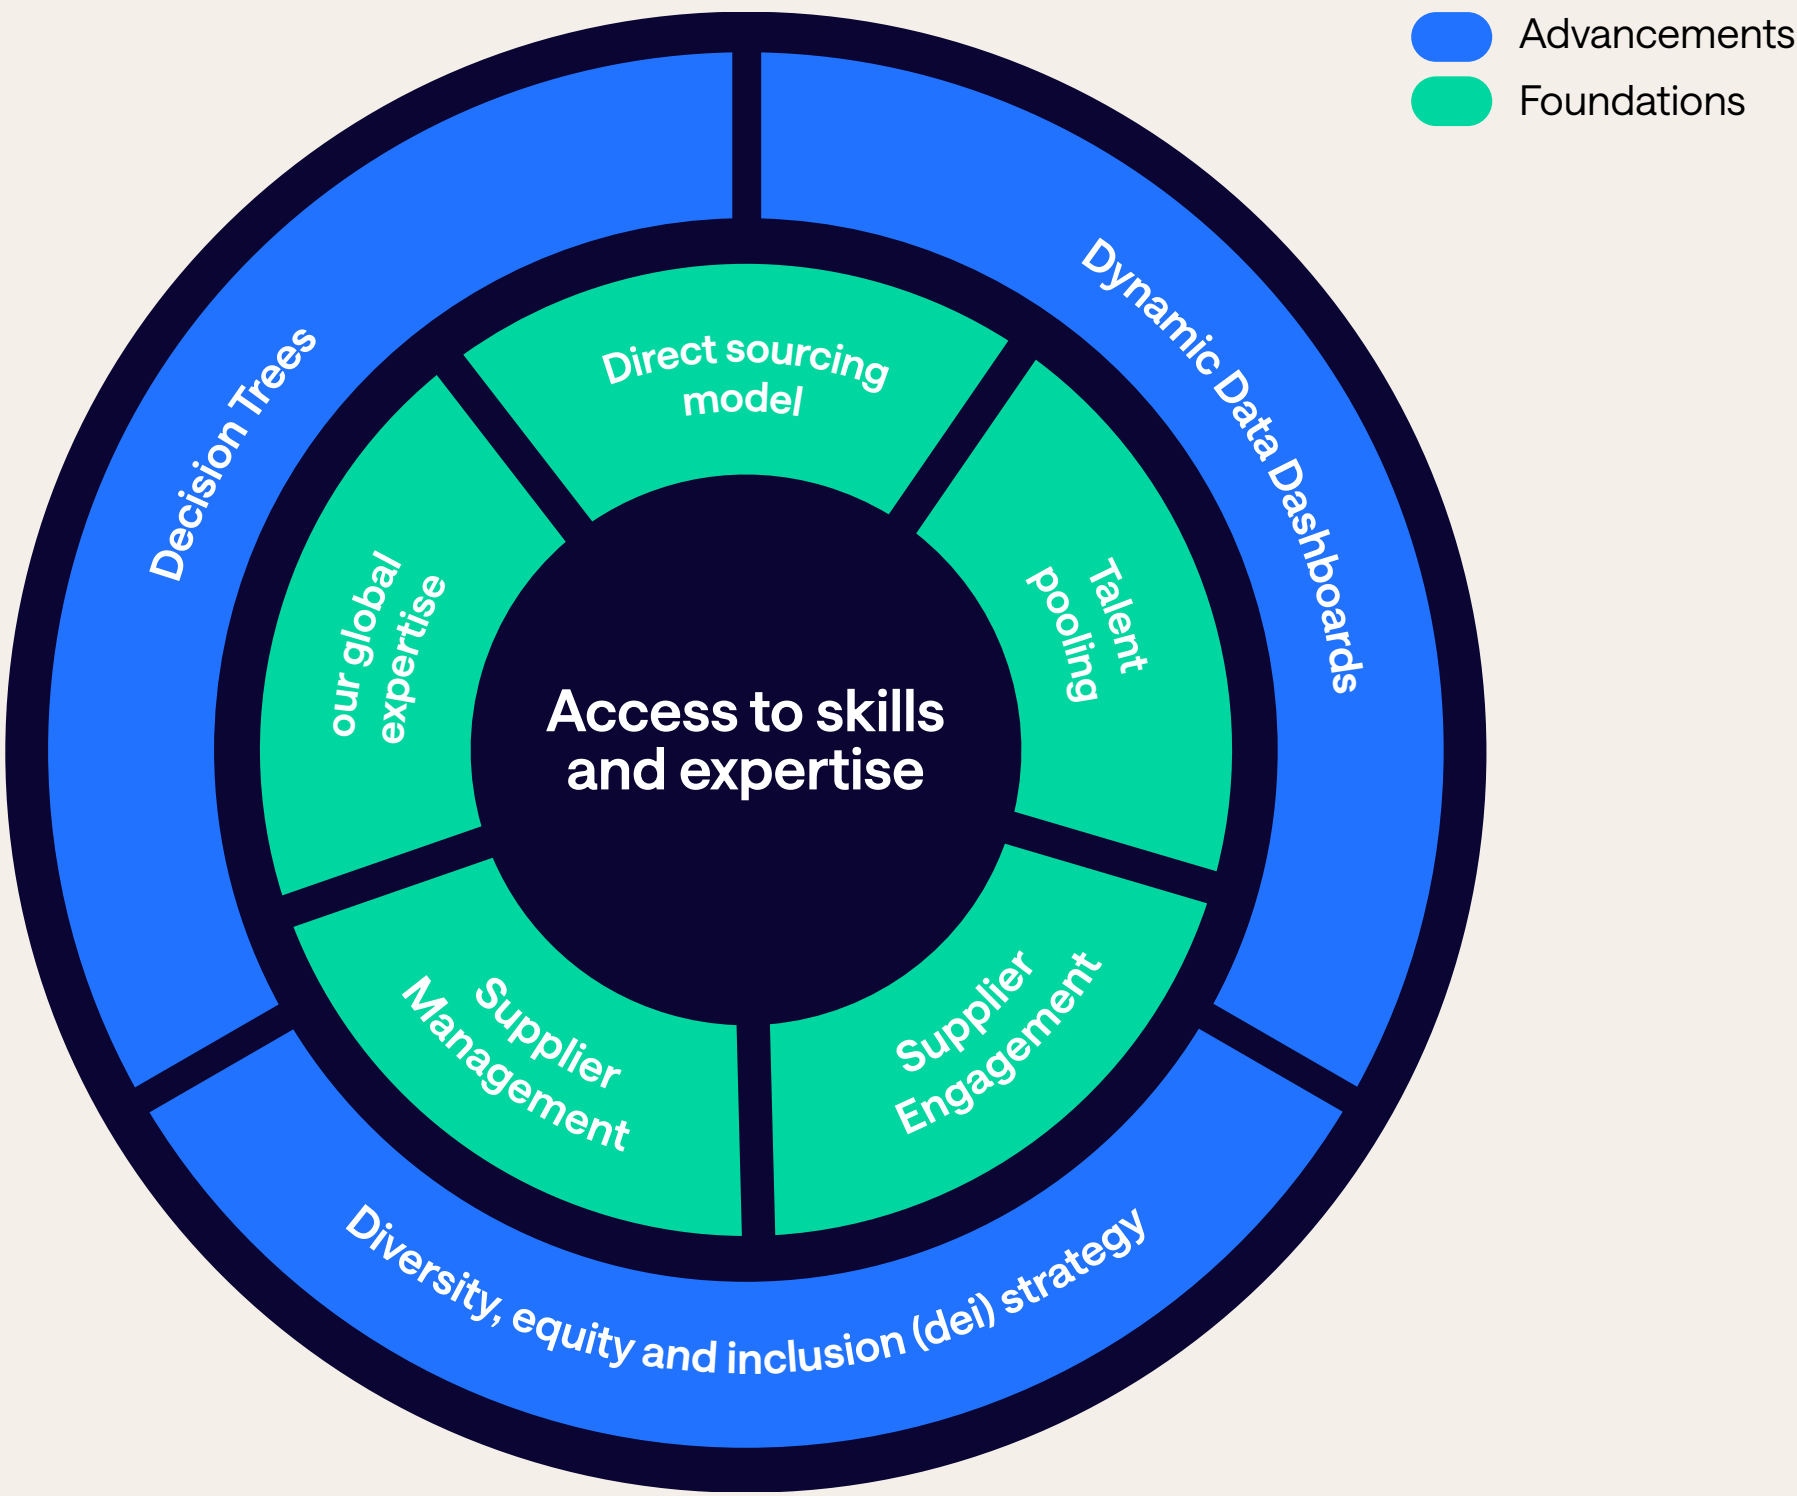 Advancements
Foundations
Decision Trees
Dynamic Data Dashboards
Direct sourcing
model
our global
expertise
Talent
pooling
Access to skills
and expertise
Supplier
Management
Supplier
Engagement
Diversity, equity and inclusion (dei) strategy